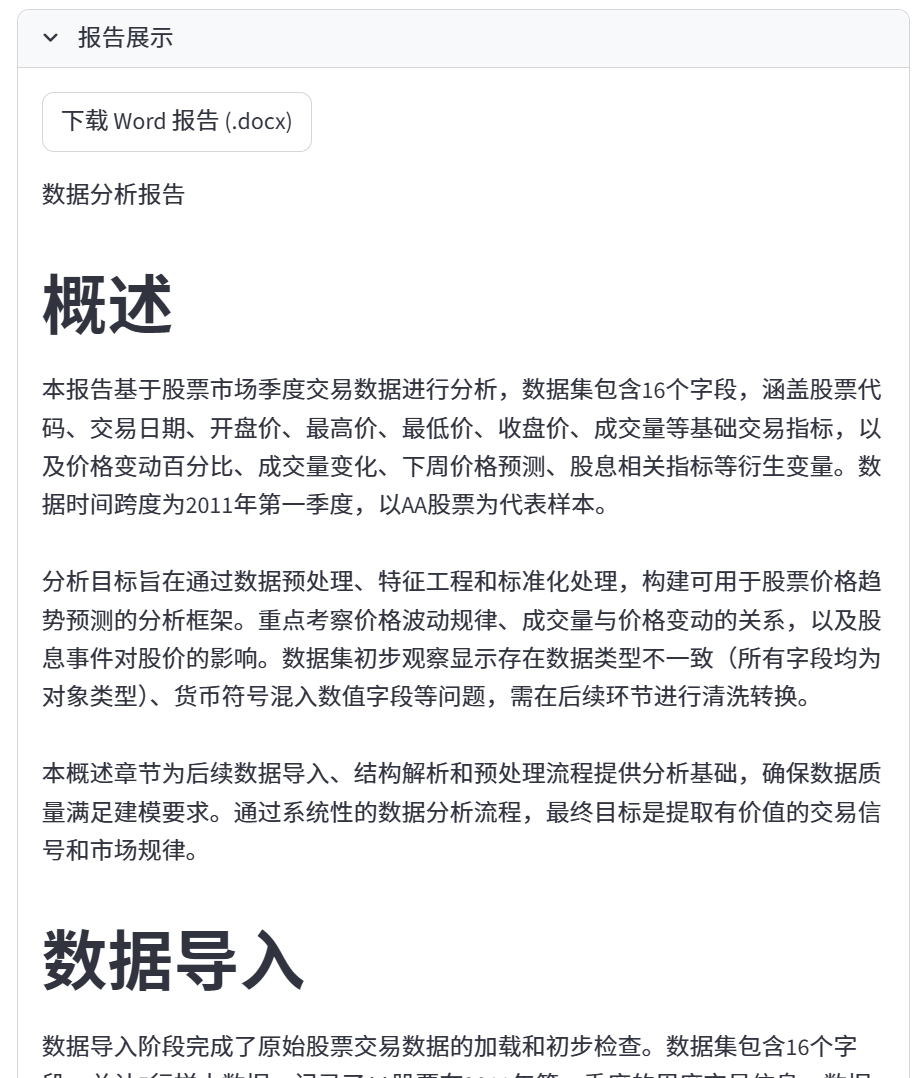 报告展示
下载 Word 报告 (.docx)
数据分析报告
概述
本报告基于股票市场季度交易数据进行分析，数据集包含16个字段，涵盖股票代
码、交易日期、开盘价、最高价、最低价、收盘价、成交量等基础交易指标，以
及价格变动百分比、成交量变化、下周价格预测、股息相关指标等衍生变量。数
据时间跨度为2011年第一季度，以AA股票为代表样本。
分析目标旨在通过数据预处理、特征工程和标准化处理，构建可用于股票价格趋
势预测的分析框架。重点考察价格波动规律、成交量与价格变动的关系，以及股
息事件对股价的影响。数据集初步观察显示存在数据类型不一致（所有字段均为
对象类型）、货币符号混入数值字段等问题，需在后续环节进行清洗转换。
本概述章节为后续数据导入、结构解析和预处理流程提供分析基础，确保数据质
量满足建模要求。通过系统性的数据分析流程，最终目标是提取有价值的交易信
号和市场规律。
数据导入
数据导入阶段完成了原始股票交易数据的加载和初步检查。数据集包含16个字